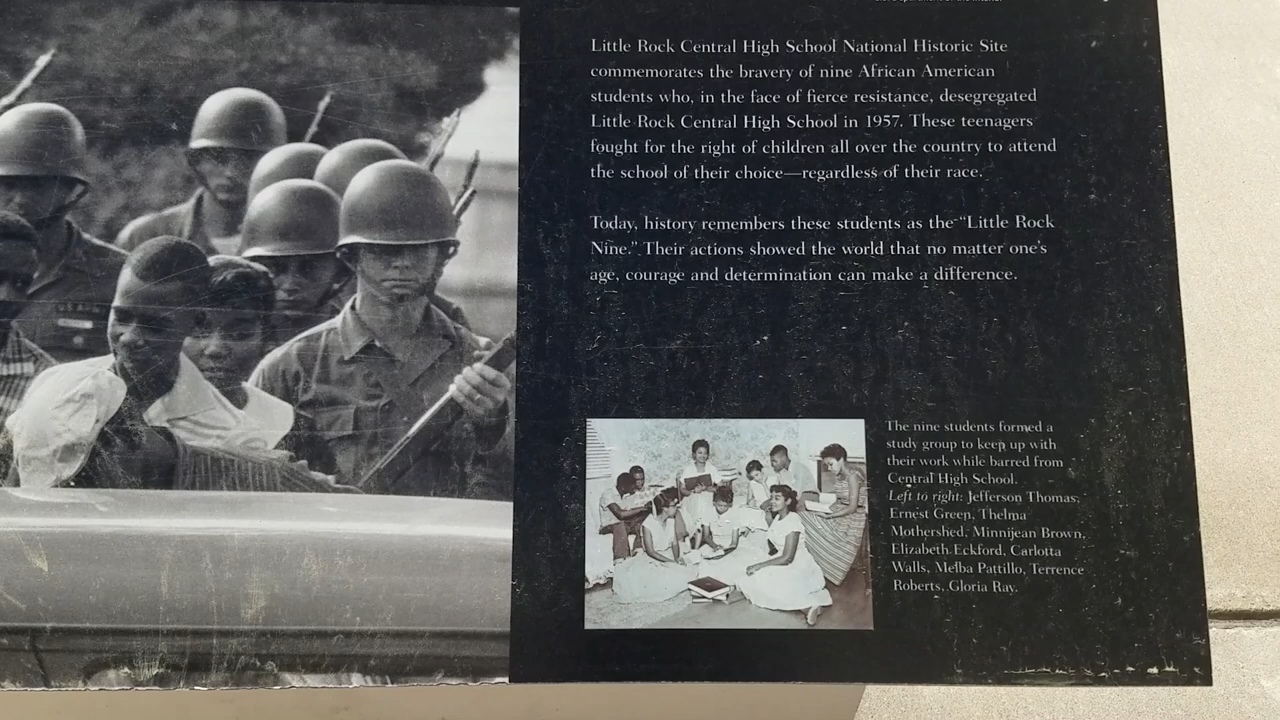 Little Rock Central High School National Historic Site
commemorates the bravery of nine African American
students who, in the face of fierce resistance, desegregated
Little Rock Central High School in 1957. These teenagers
fought for the right of children all over the country to attend
the school of their choice—regardless of their race.
Today, history remembers these students as the “Little Rock
Nine.” Their actions showed the world that no matter one’s
age, courage and determination can make a difference.
The nine students formed a
study group to keep up with
their work while barred from
Central High School.
Left to right: Jefferson Thomas,
Ernest Green, Thelma
Mothershed, Minnijean Brown,
Elizabeth Eckford, Carlotta
Walls, Melba Pattillo, Terrence
Roberts, Gloria Ray.